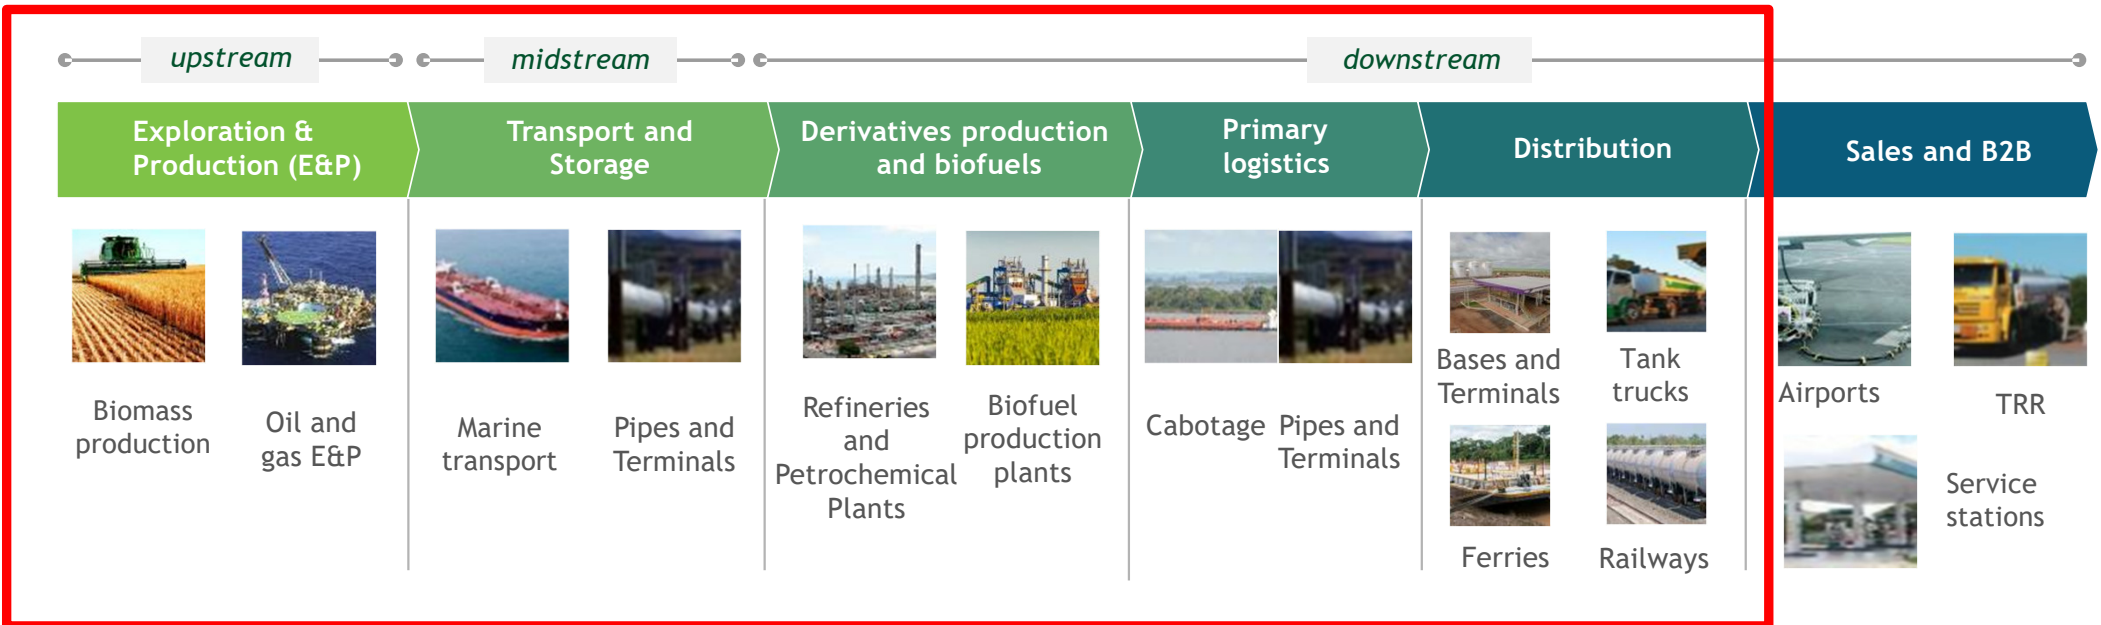 upstream
midstream
downstream
Exploration &
Production (E&P)
Transport and
Storage
Derivatives production
and biofuels
Primary
logistics
Distribution
Sales and B2B
Biomass
production
Oil and
gas E&P
Marine
transport
Pipes and
Terminals
Refineries
and
Petrochemical
Plants
Biofuel
production
plants
Cabotage
Pipes and
Terminals
Bases and
Terminals
Tank
trucks
Ferries
Railways
Airports
TRR
Service
stations